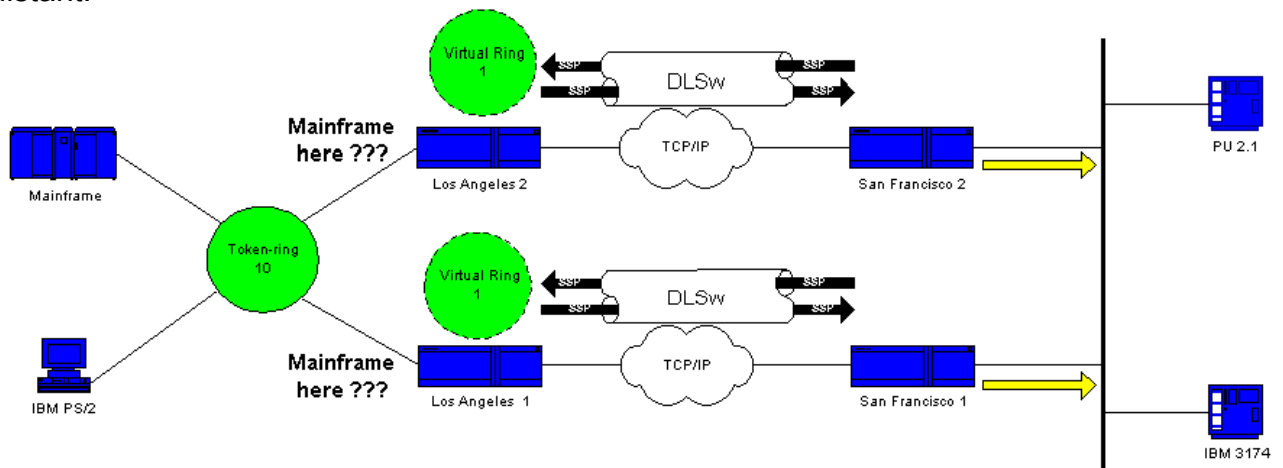 Virtual Ring
1
SSP
SSP
DLSw
SSP
SSP
Mainframe
here ???
TCP/IP
PU 2.1
Mainframe
Los Angeles 2
San Francisco 2
Token-ring
10
Virtual Ring
1
SSP
SSP
DLSw
SSP
SSP
Mainframe
here ???
TCP/IP
IBM PS/2
Los Angeles 1
San Francisco 1
IBM 3174